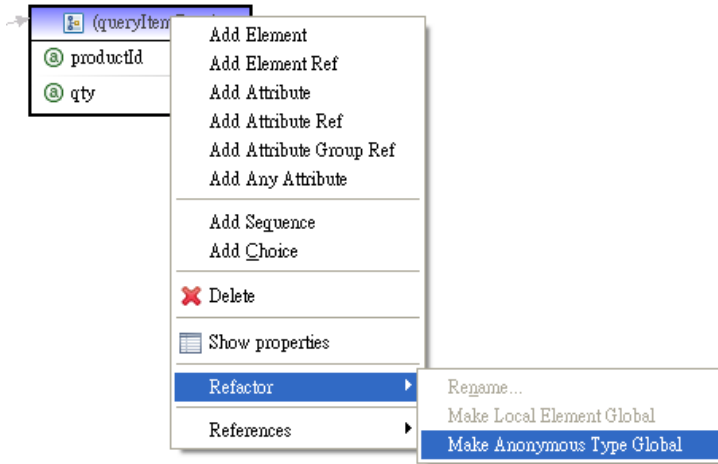 (queryItem
Add Element
a productId
Add Element Ref
a qty
Add Attribute
Add Attribute Ref
Add Attribute Group Ref
Add Any Attribute
Add Sequence
Add Choice
Delete
Show properties
Refactor
Rename...
Make Local Element Global
References
Make Anonymous Type Global